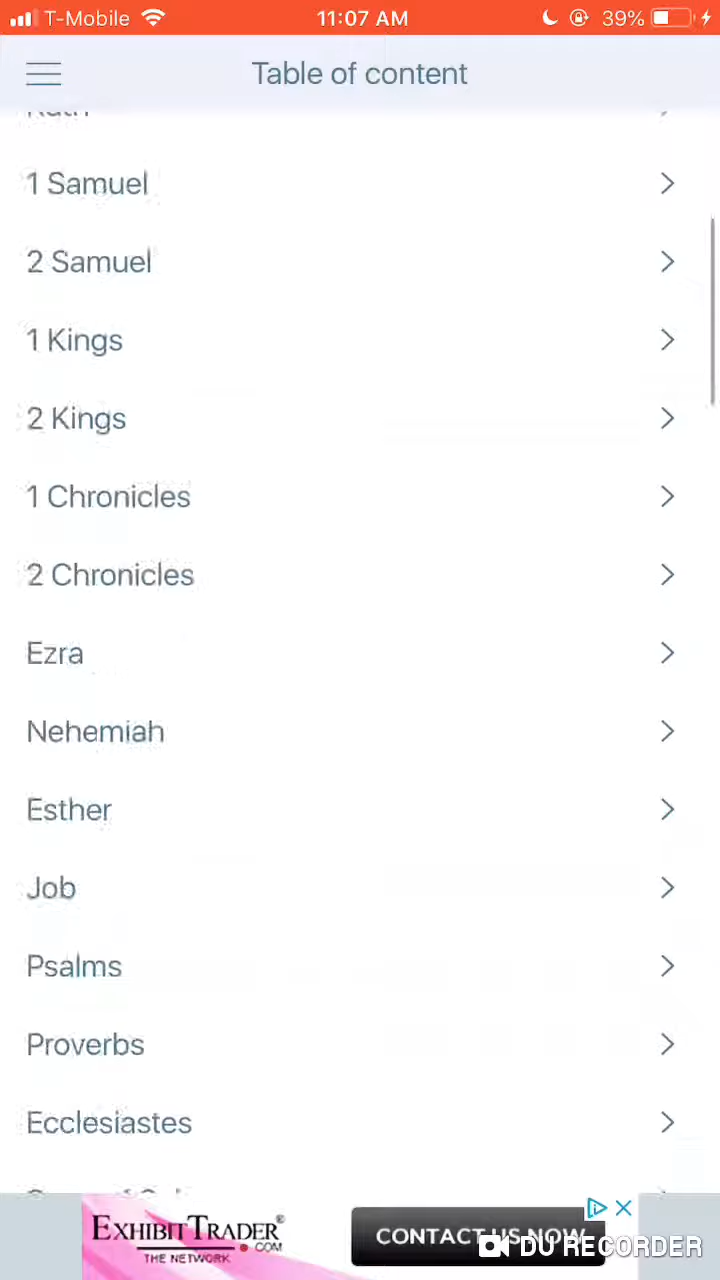 T-Mobile 11:07 AM 39%
Table of content
1 Samuel
2 Samuel
1 Kings
2 Kings
1 Chronicles
2 Chronicles
Ezra
Nehemiah
Esther
Job
Psalms
Proverbs
Ecclesiastes
EXHIBITTRADER®
.COM
THE NETWORK
CONTACT US NOW
DU RECORDER